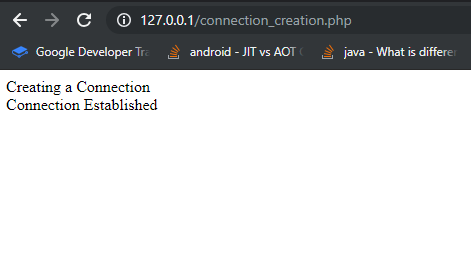 127.0.0.1/connection_creation.php
Google Developer Tra
android - JIT vs AOT
java - What is differe
Creating a Connection
Connection Established